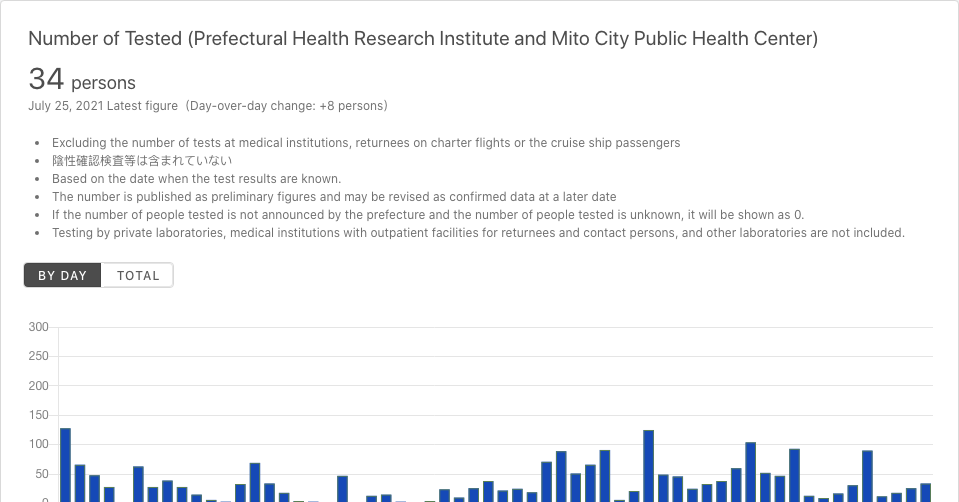 Number of Tested (Prefectural Health Research Institute and Mito City Public Health Center)
34 persons
July 25, 2021 Latest figure (Day-over-day change: +8 persons)
• Excluding the number of tests at medical institutions, returnees on charter flights or the cruise ship passengers
• 陰性確認検査等は含まれていない
• Based on the date when the test results are known.
• The number is published as preliminary figures and may be revised as confirmed data at a later date
• If the number of people tested is not announced by the prefecture and the number of people tested is unknown, it will be shown as 0.
• Testing by private laboratories, medical institutions with outpatient facilities for returnees and contact persons, and other laboratories are not included.
BY DAY TOTAL
300
250
200
150
100
50
0